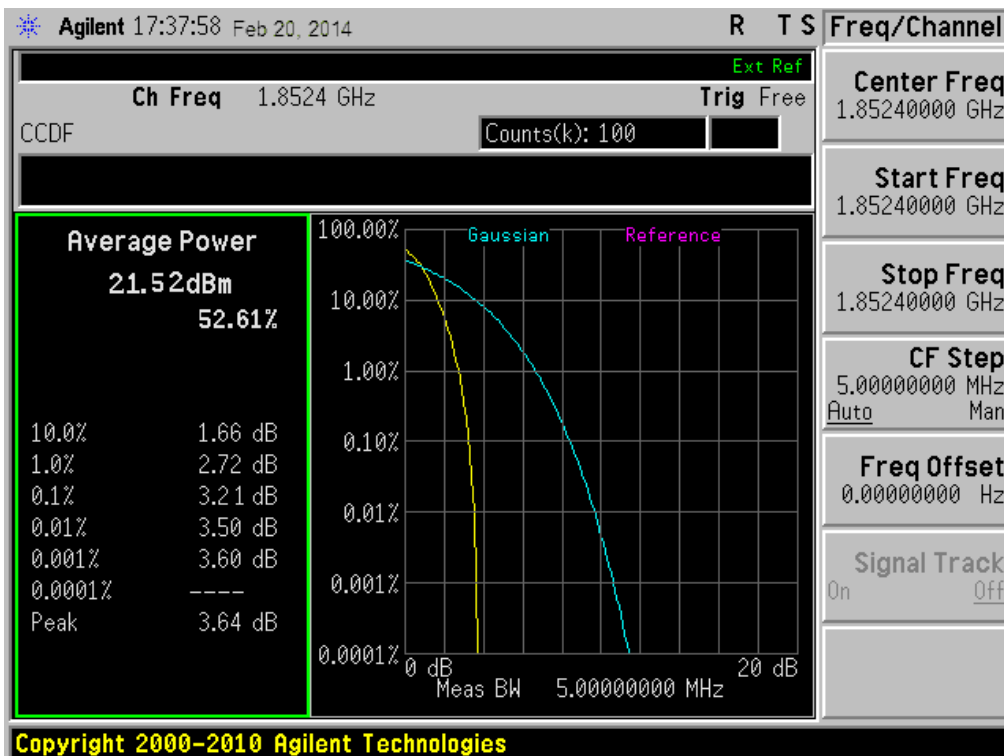 Agilent 17:37:58 Feb 20, 2014 R T S
Freq/Channel
Ext Ref
Ch Freq 1.8524 GHz Trig Free
CCDF Counts(k): 100
Average Power
21.52dBm
52.61%
10.0% 1.66 dB
1.0% 2.72 dB
0.1% 3.21 dB
0.01% 3.50 dB
0.001% 3.60 dB
0.0001% ----
Peak 3.64 dB
Gaussian Reference
100.00%
10.00%
1.00%
0.10%
0.01%
0.001%
0.0001%
0 dB 20 dB
Meas BW 5.00000000 MHz
Center Freq
1.85240000 GHz
Start Freq
1.85240000 GHz
Stop Freq
1.85240000 GHz
CF Step
5.00000000 MHz
Auto Man
Freq Offset
0.00000000 Hz
Signal Track
On Off
Copyright 2000-2010 Agilent Technologies